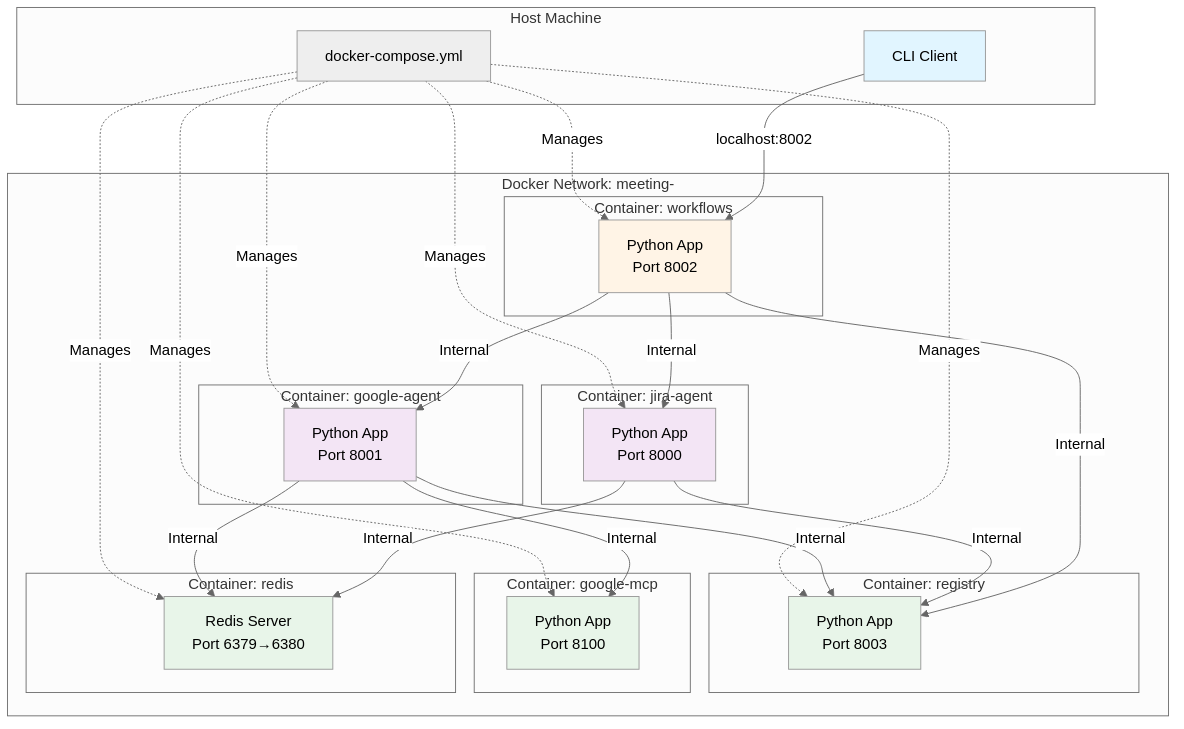 Host Machine
docker-compose.yml
CLI Client
Manages
localhost:8002
Docker Network: meeting-
Container: workflows
Python App
Port 8002
Manages
Manages
Manages
Manages
Internal
Internal
Manages
Container: google-agent
Python App
Port 8001
Container: jira-agent
Python App
Port 8000
Internal
Internal
Internal
Internal
Internal
Internal
Container: redis
Redis Server
Port 6379→6380
Container: google-mcp
Python App
Port 8100
Container: registry
Python App
Port 8003